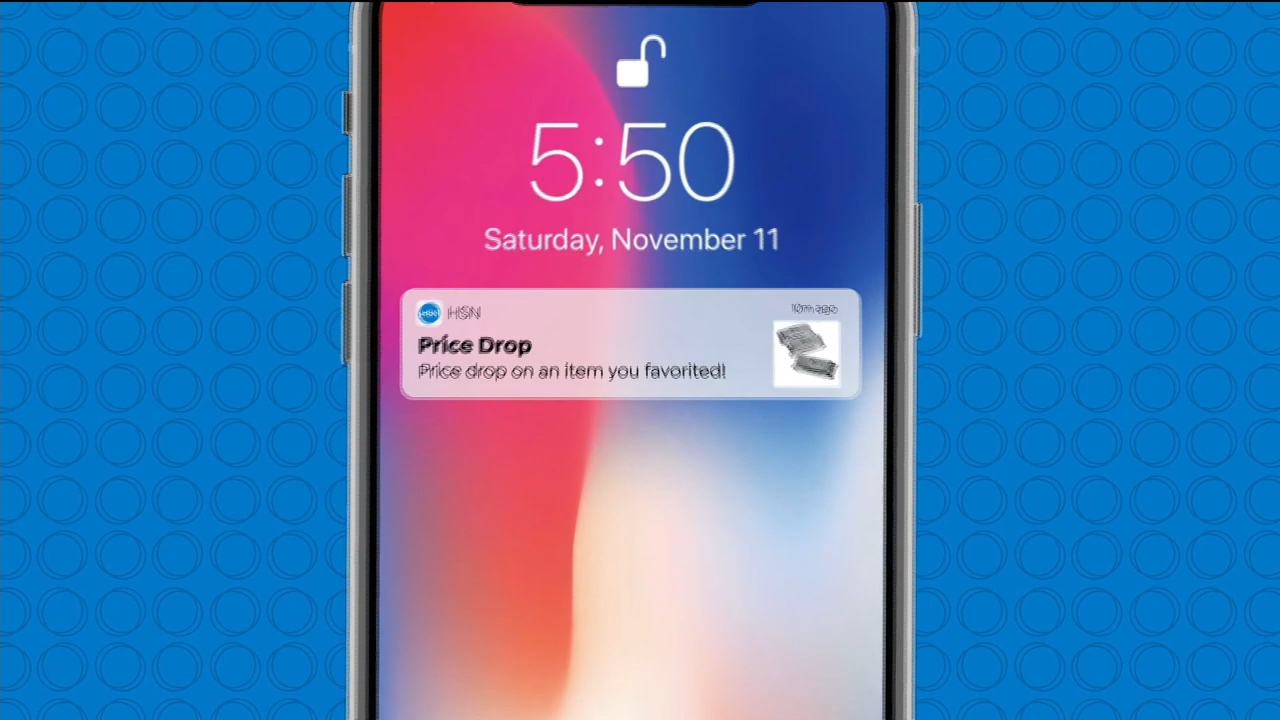 5:50
Saturday, November 11
HSN
10m ago
Price Drop
Price drop on an item you favorited!